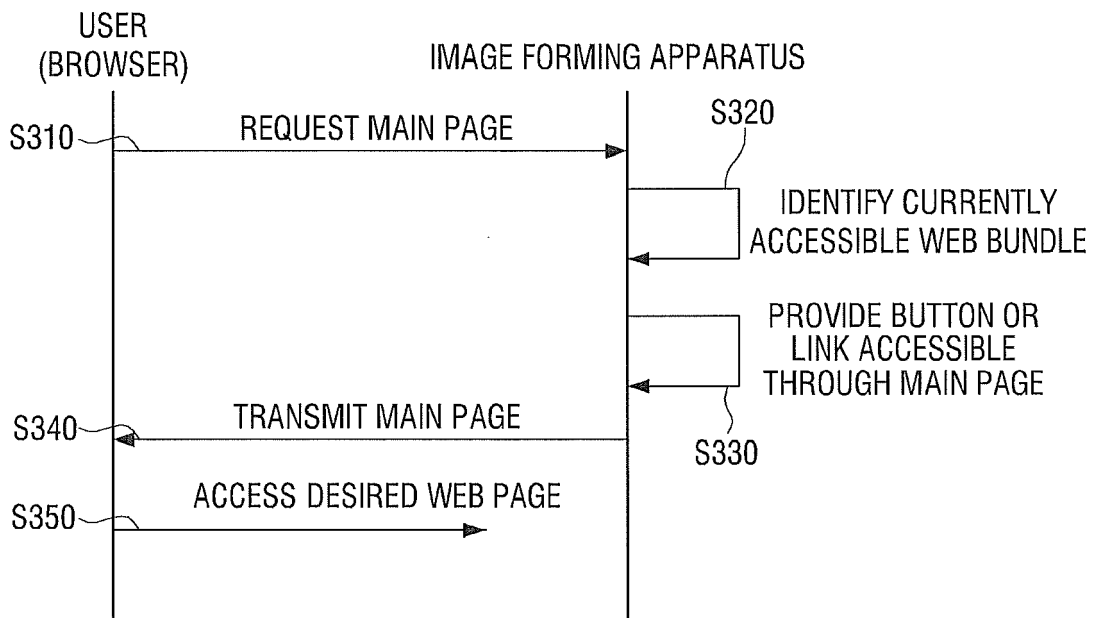 USER
(BROWSER)
IMAGE FORMING APPARATUS
S310
REQUEST MAIN PAGE
S320
IDENTIFY CURRENTLY
ACCESSIBLE WEB BUNDLE
PROVIDE BUTTON OR
LINK ACCESSIBLE
THROUGH MAIN PAGE
S330
S340
TRANSMIT MAIN PAGE
S350
ACCESS DESIRED WEB PAGE